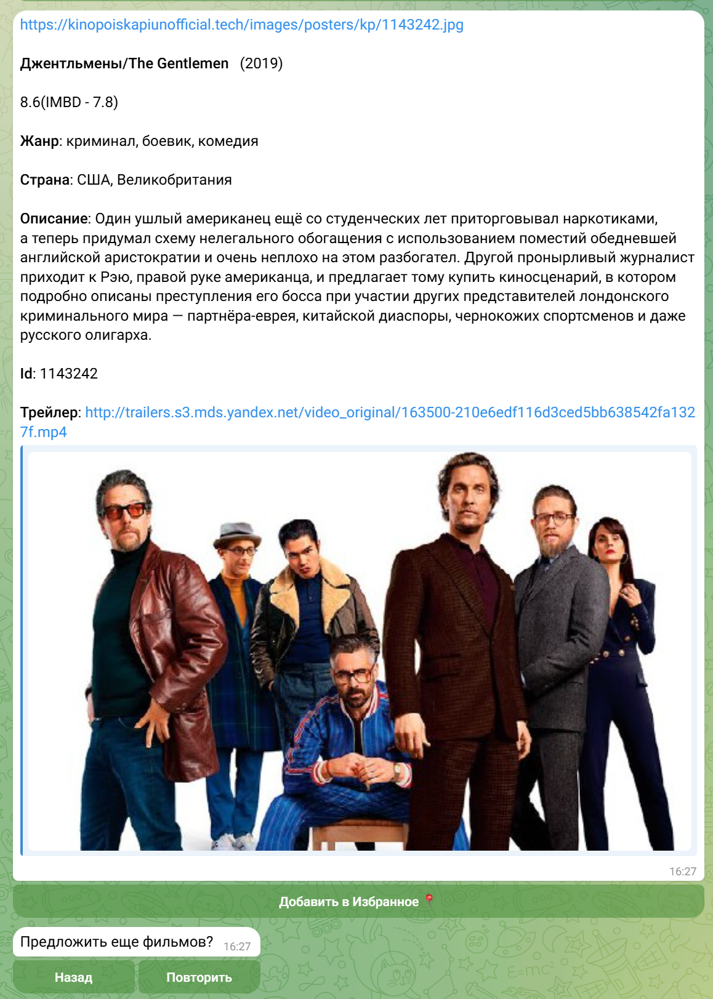 https://kinopoiskapiunofficial.tech/images/posters/kp/1143242.jpg
Джентльмены/The Gentlemen (2019)
8.6(IMBD - 7.8)
Жанр: криминал, боевик, комедия
Страна: США, Великобритания
Описание: Один ушлый американец ещё со студенческих лет приторговывал наркотиками,
а теперь придумал схему нелегального обогащения с использованием поместий обедневшей
английской аристократии и очень неплохо на этом разбогател. Другой пронырливый журналист
приходит к Рэю, правой руке американца, и предлагает тому купить киносценарий, в котором
подробно описаны преступления его босса при участии других представителей лондонского
криминального мира — партнёра-еврея, китайской диаспоры, чернокожих спортсменов и даже
русского олигарха.
Id: 1143242
Трейлер: http://trailers.s3.mds.yandex.net/video_original/163500-210e6edf116d3ced5bb638542fa132
7f.mp4
16:27
Добавить в Избранное 📍
Предложить еще фильмов? 16:27
Назад Повторить